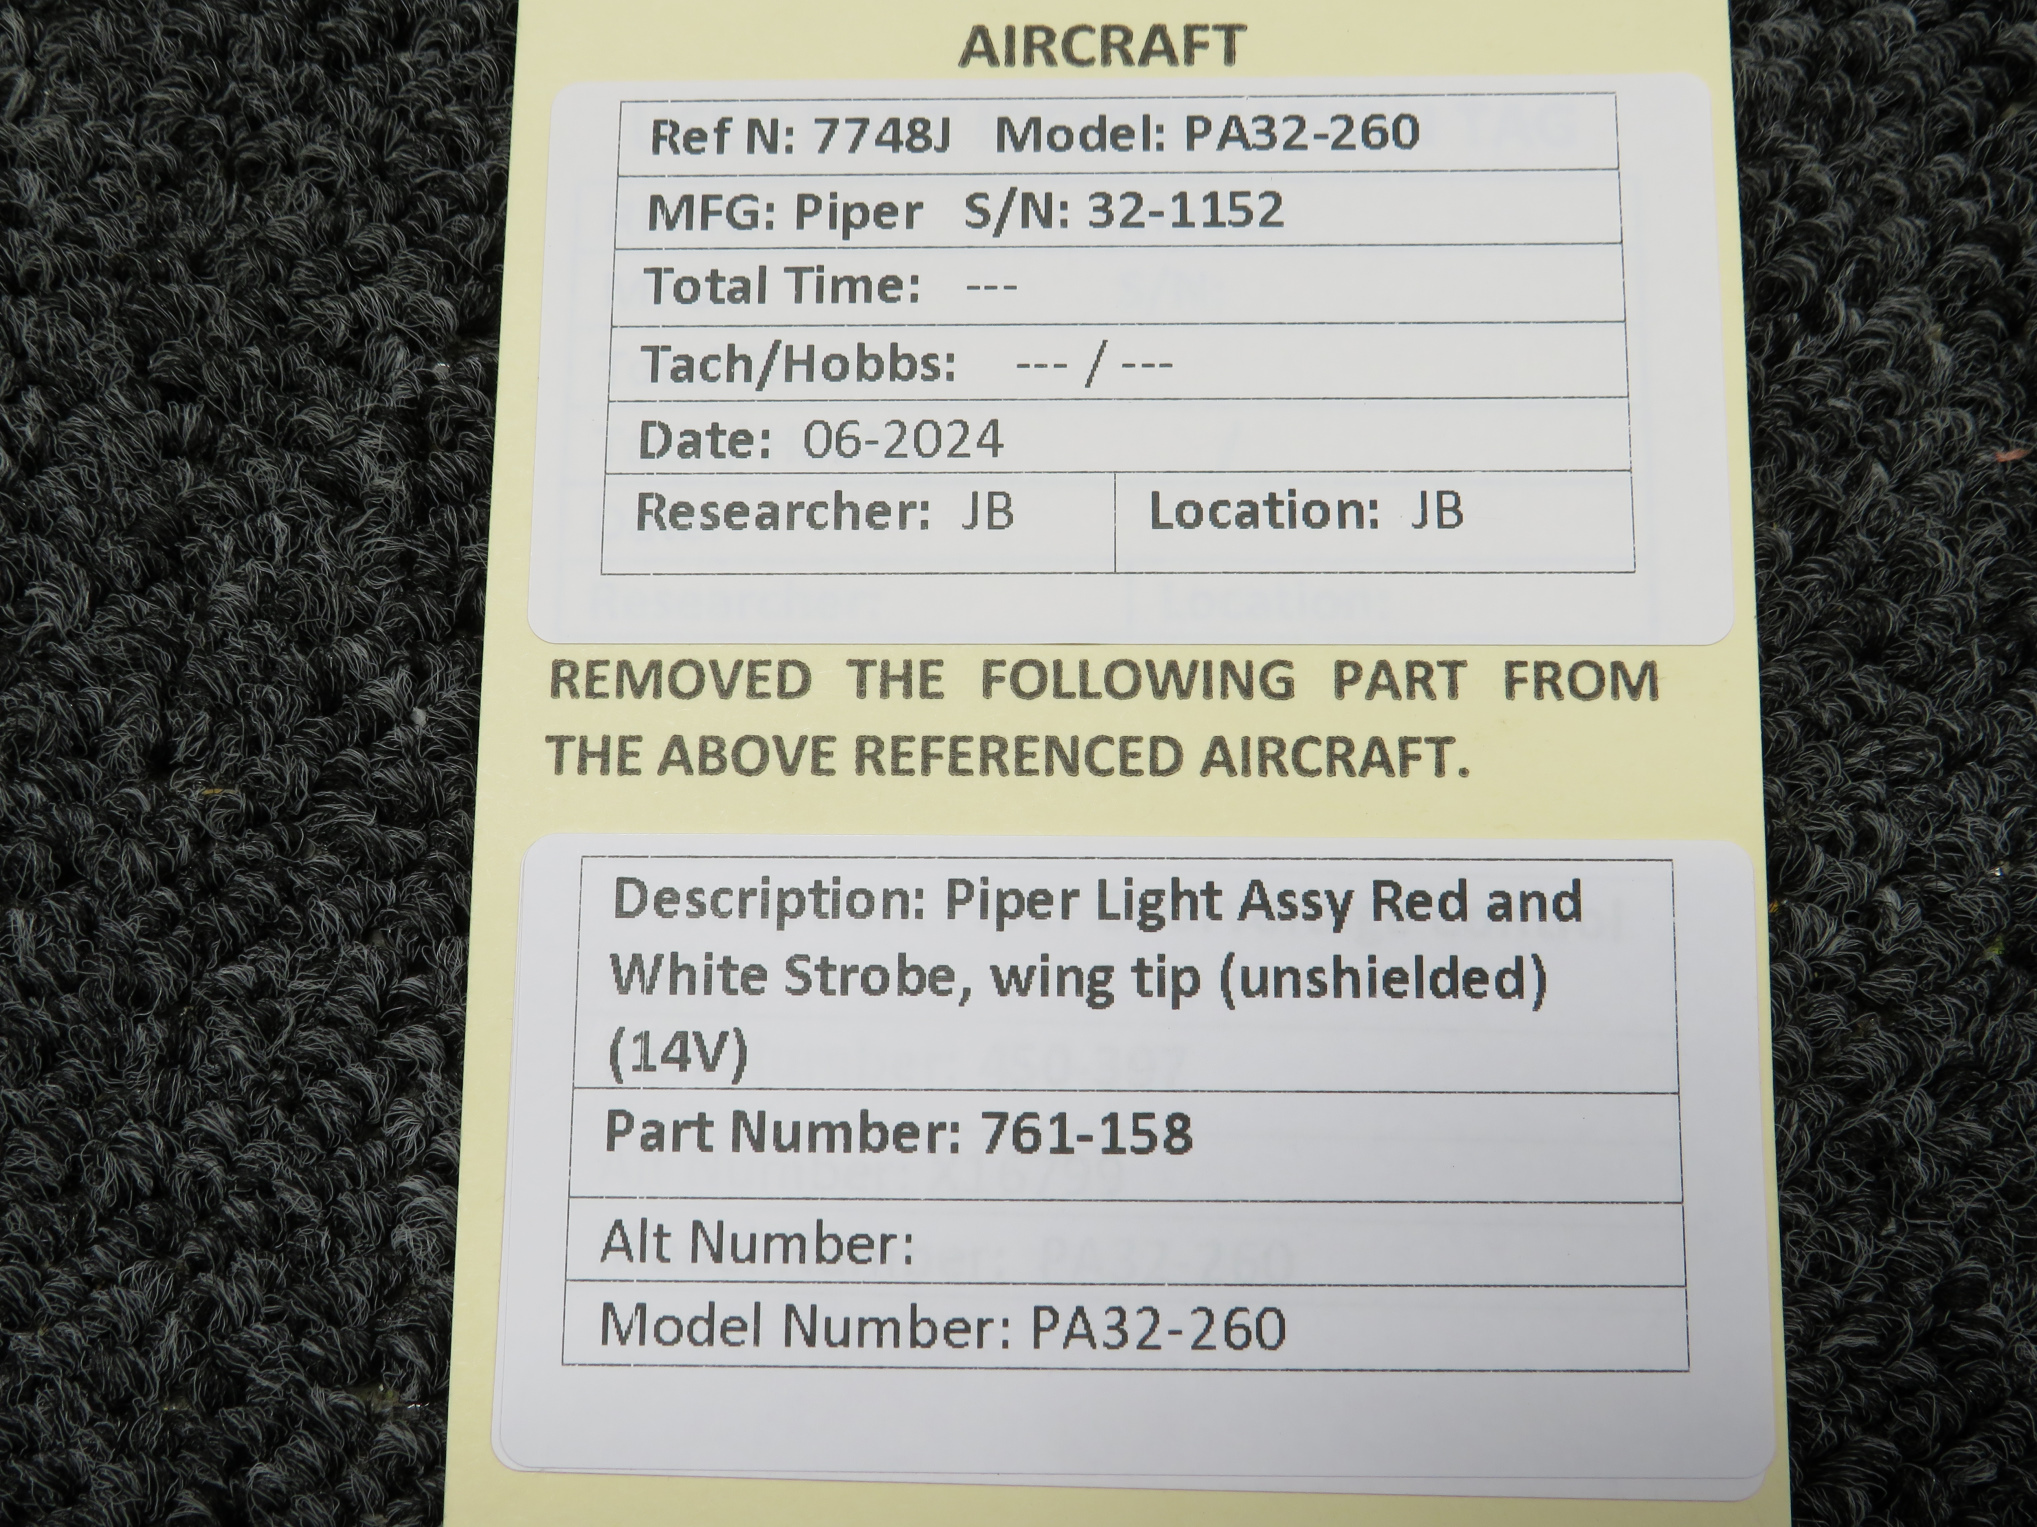 AIRCRAFT
Ref N: 7748J Model: PA32-260
MFG: Piper S/N: 32-1152
Total Time: ---
Tach/Hobbs: --- / ---
Date: 06-2024
Researcher: JB Location: JB
REMOVED THE FOLLOWING PART FROM
THE ABOVE REFERENCED AIRCRAFT.
Description: Piper Light Assy Red and
White Strobe, wing tip (unshielded)
(14V)
Part Number: 761-158
Alt Number:
Model Number: PA32-260